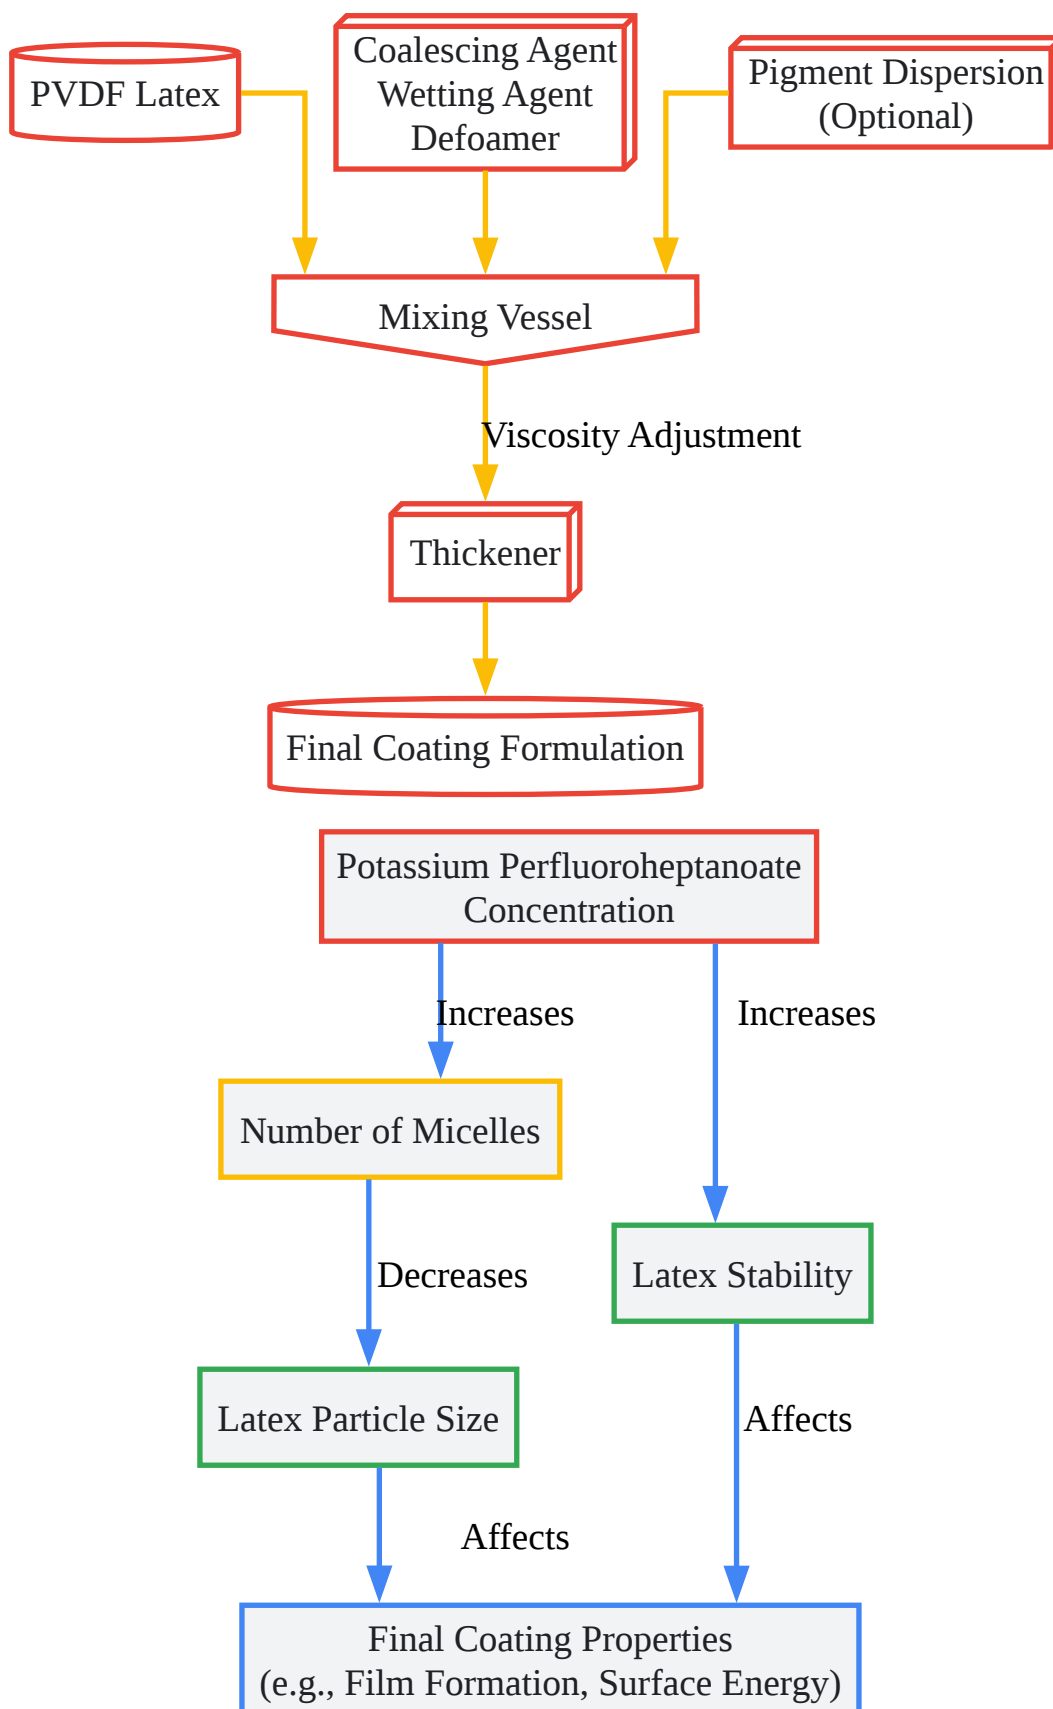 PVDF Latex
Coalescing Agent
Wetting Agent
Defoamer
Pigment Dispersion
(Optional)
Mixing Vessel
Viscosity Adjustment
Thickener
Final Coating Formulation
Potassium Perfluoroheptanoate
Concentration
Increases
Increases
Number of Micelles
Decreases
Latex Stability
Latex Particle Size
Affects
Affects
Final Coating Properties
(e.g., Film Formation, Surface Energy)